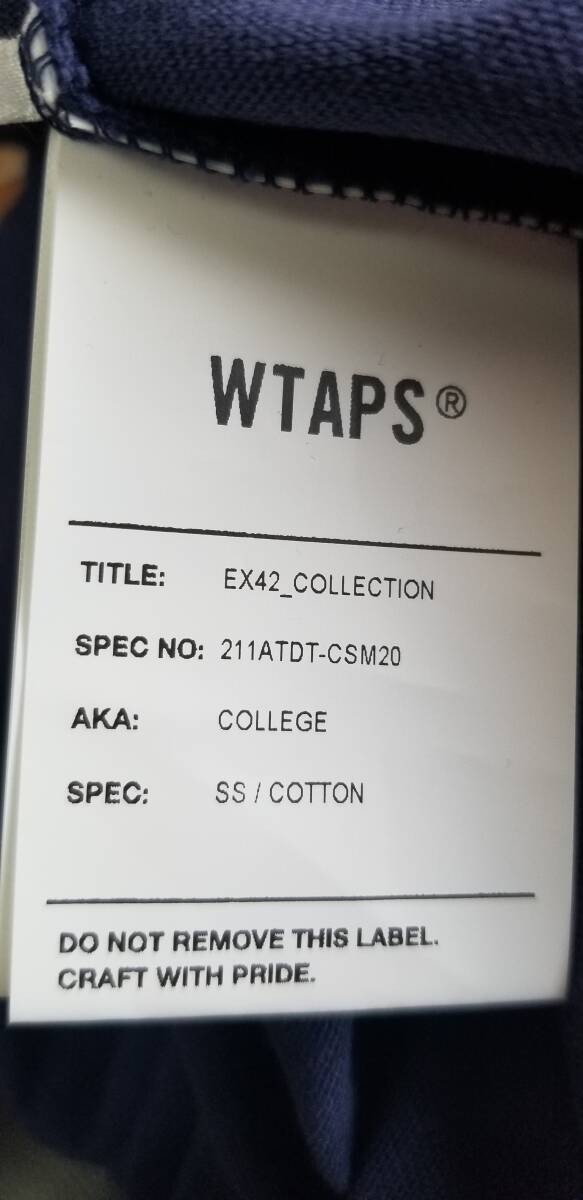 WTAPS®
TITLE: EX42_COLLECTION
SPEC NO: 211ATDT-CSM20
AKA: COLLEGE
SPEC: SS / COTTON
DO NOT REMOVE THIS LABEL.
CRAFT WITH PRIDE.